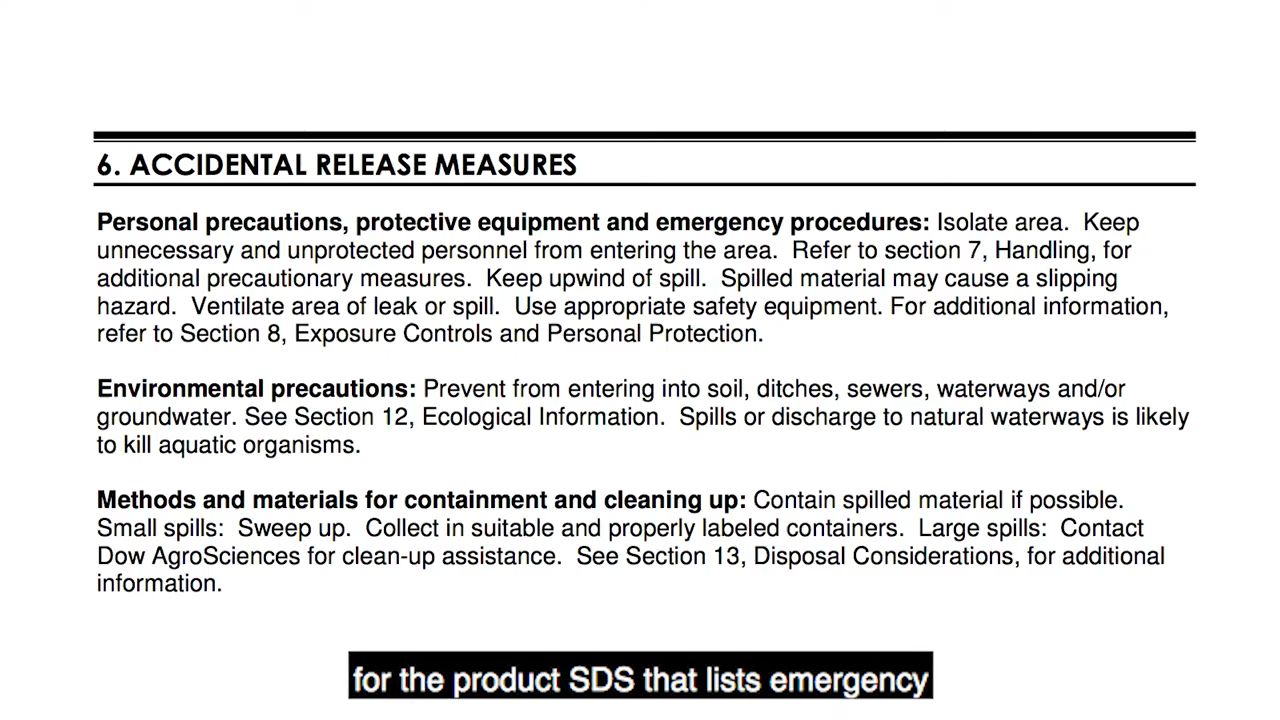 6. ACCIDENTAL RELEASE MEASURES
Personal precautions, protective equipment and emergency procedures: Isolate area.  Keep
unnecessary and unprotected personnel from entering the area.  Refer to section 7, Handling, for
additional precautionary measures.  Keep upwind of spill.  Spilled material may cause a slipping
hazard.  Ventilate area of leak or spill.  Use appropriate safety equipment. For additional information,
refer to Section 8, Exposure Controls and Personal Protection.
Environmental precautions: Prevent from entering into soil, ditches, sewers, waterways and/or
groundwater. See Section 12, Ecological Information.  Spills or discharge to natural waterways is likely
to kill aquatic organisms.
Methods and materials for containment and cleaning up: Contain spilled material if possible.
Small spills:  Sweep up.  Collect in suitable and properly labeled containers.  Large spills:  Contact
Dow AgroSciences for clean-up assistance.  See Section 13, Disposal Considerations, for additional
information.
for the product SDS that lists emergency